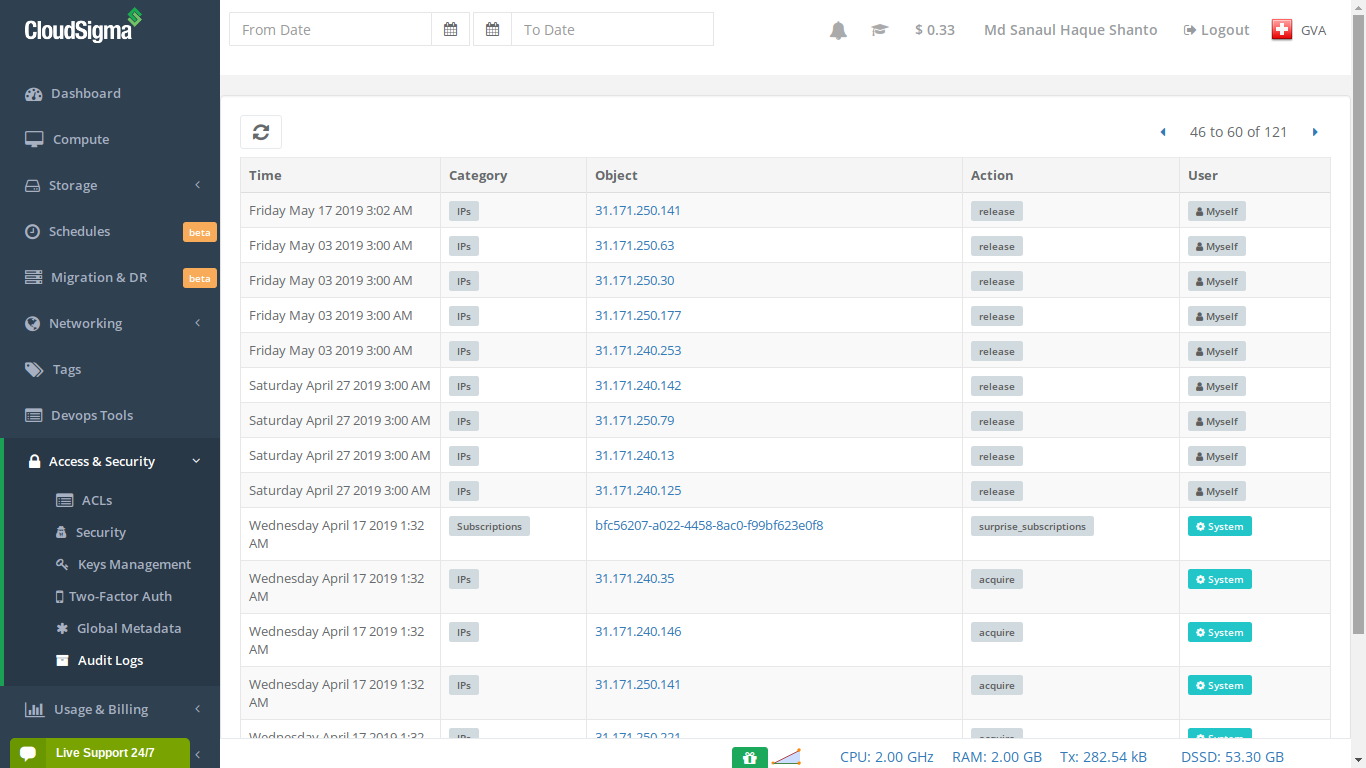 CloudSigma
From Date
To Date
$ 0.33
Md Sanaul Haque Shanto
Logout
GVA
Dashboard
Compute
Storage
Schedules
beta
Migration & DR
beta
Networking
Tags
Devops Tools
Access & Security
ACLs
Security
Keys Management
Two-Factor Auth
Global Metadata
Audit Logs
Usage & Billing
Live Support 24/7
46 to 60 of 121
Time Category Object Action User
Friday May 17 2019 3:02 AM IPs 31.171.250.141 release Myself
Friday May 03 2019 3:00 AM IPs 31.171.250.63 release Myself
Friday May 03 2019 3:00 AM IPs 31.171.250.30 release Myself
Friday May 03 2019 3:00 AM IPs 31.171.250.177 release Myself
Friday May 03 2019 3:00 AM IPs 31.171.240.253 release Myself
Saturday April 27 2019 3:00 AM IPs 31.171.240.142 release Myself
Saturday April 27 2019 3:00 AM IPs 31.171.250.79 release Myself
Saturday April 27 2019 3:00 AM IPs 31.171.240.13 release Myself
Saturday April 27 2019 3:00 AM IPs 31.171.240.125 release Myself
Wednesday April 17 2019 1:32 Subscriptions bfc56207-a022-4458-8ac0-f99bf623e0f8 surprise_subscriptions System
AM
Wednesday April 17 2019 1:32 IPs 31.171.240.35 acquire System
AM
Wednesday April 17 2019 1:32 IPs 31.171.240.146 acquire System
AM
Wednesday April 17 2019 1:32 IPs 31.171.250.141 acquire System
AM
Wednesday April 17 2019 1:32 IPs 31.171.250.221 acquire System
CPU: 2.00 GHz RAM: 2.00 GB Tx: 282.54 kB DSSD: 53.30 GB